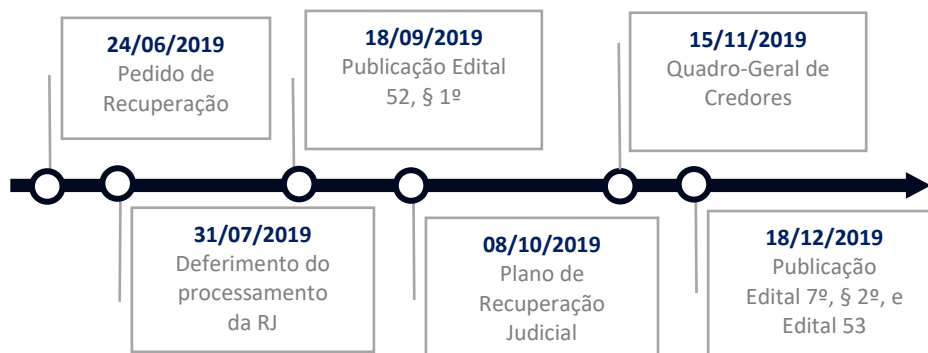 24/06/2019
Pedido de
Recuperação
18/09/2019
Publicação Edital
52, § 1º
15/11/2019
Quadro-Geral de
Credores
31/07/2019
Deferimento do
processamento
da RJ
08/10/2019
Plano de
Recuperação
Judicial
18/12/2019
Publicação
Edital 7º, § 2º, e
Edital 53